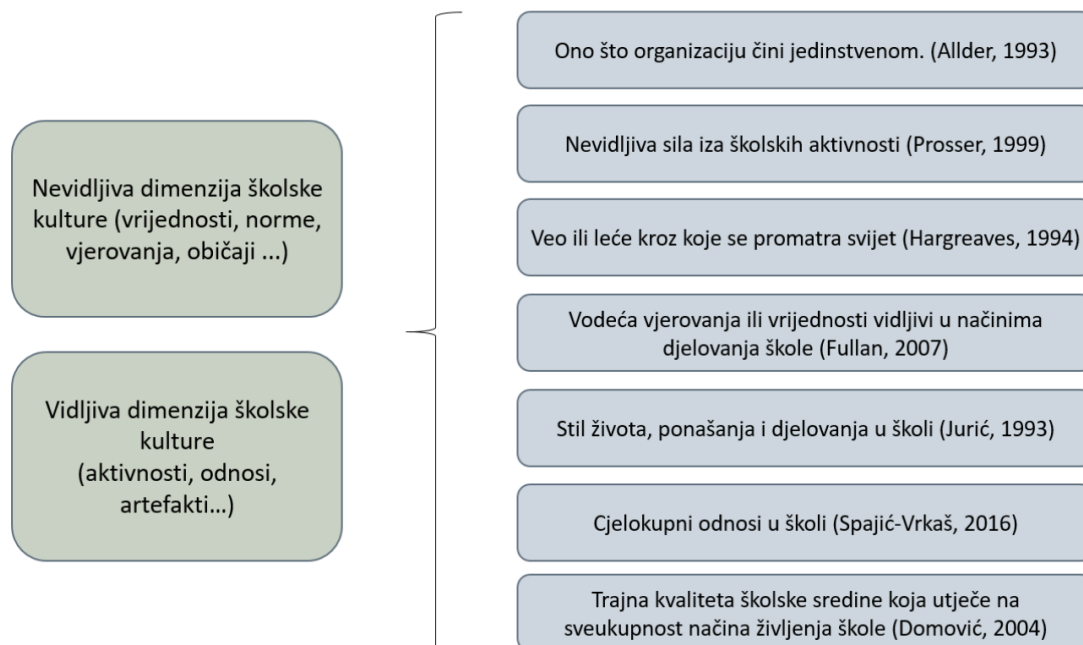 Nevidljiva dimenzija školske
kulture (vrijednosti, norme,
vjerovanja, običaji ...)
Vidljiva dimenzija školske
kulture
(aktivnosti, odnosi,
artefakti...)
Ono što organizaciju čini jedinstvenom. (Allder, 1993)
Nevidljiva sila iza školskih aktivnosti (Prosser, 1999)
Veo ili leće kroz koje se promatra svijet (Hargreaves, 1994)
Vodeća vjerovanja ili vrijednosti vidljivi u načinima
djelovanja škole (Fullan, 2007)
Stil života, ponašanja i djelovanja u školi (Jurić, 1993)
Cjelokupni odnosi u školi (Spajić-Vrkaš, 2016)
Trajna kvaliteta školske sredine koja utječe na
sveukupnost načina življenja škole (Domović, 2004)